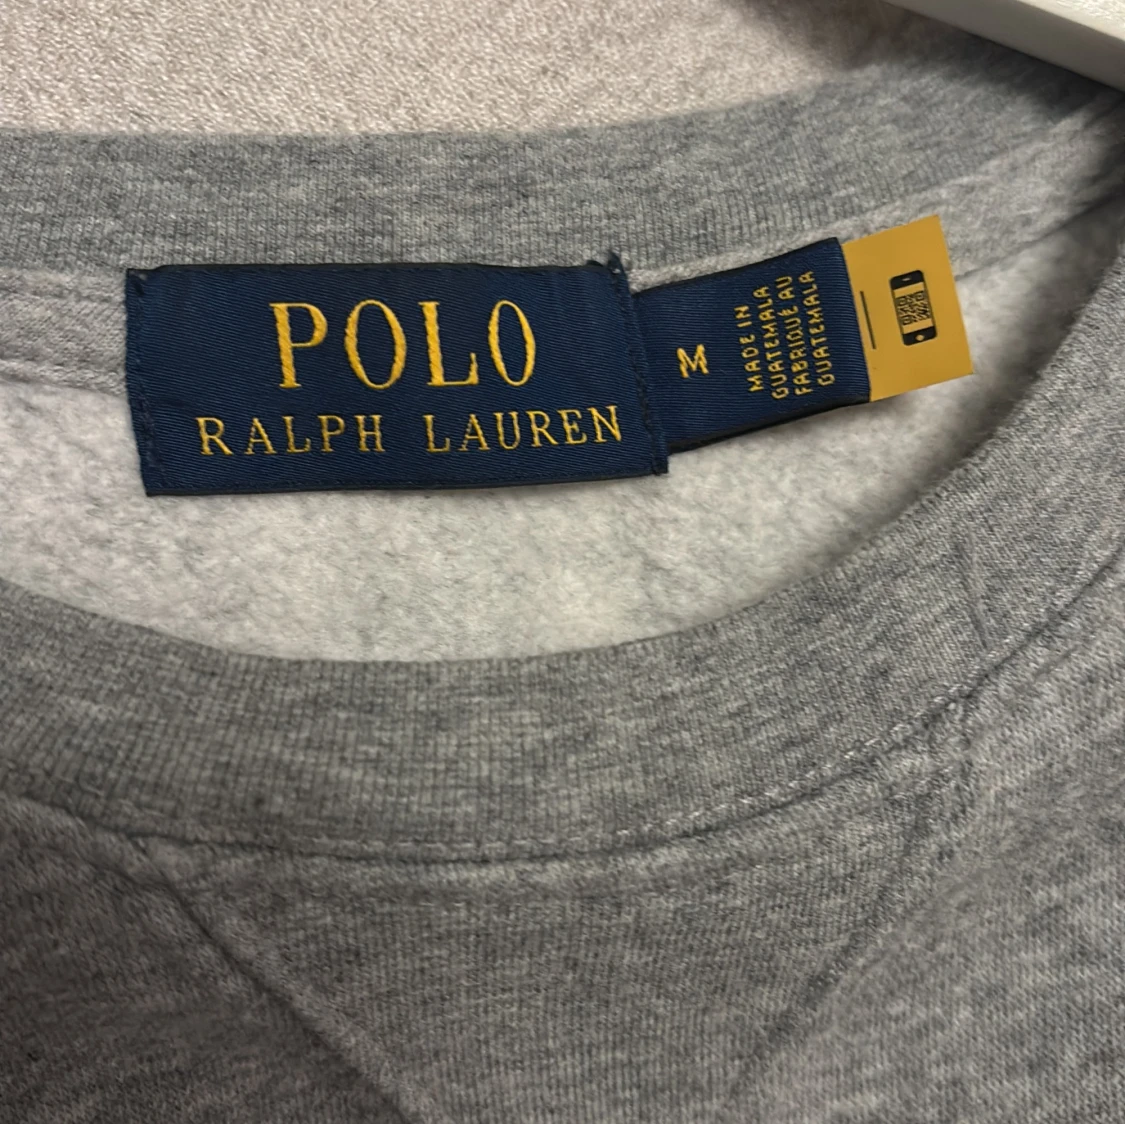 POLO
RALPH LAUREN
M
MADE IN
GUATEMALA
FABRIQUÉ AU
GUATEMALA